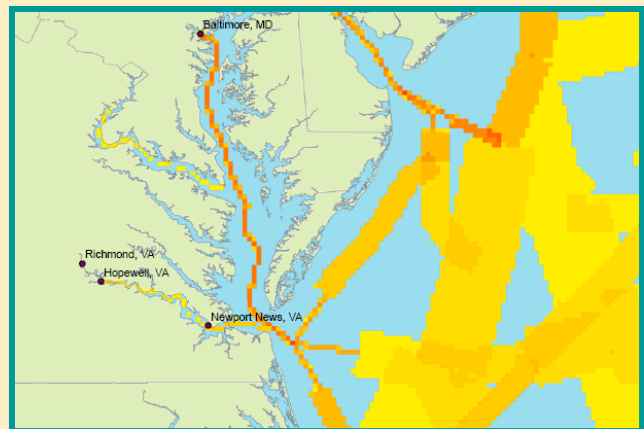 Baltimore, MD
Richmond, VA
Hopewell, VA
Newport News, VA